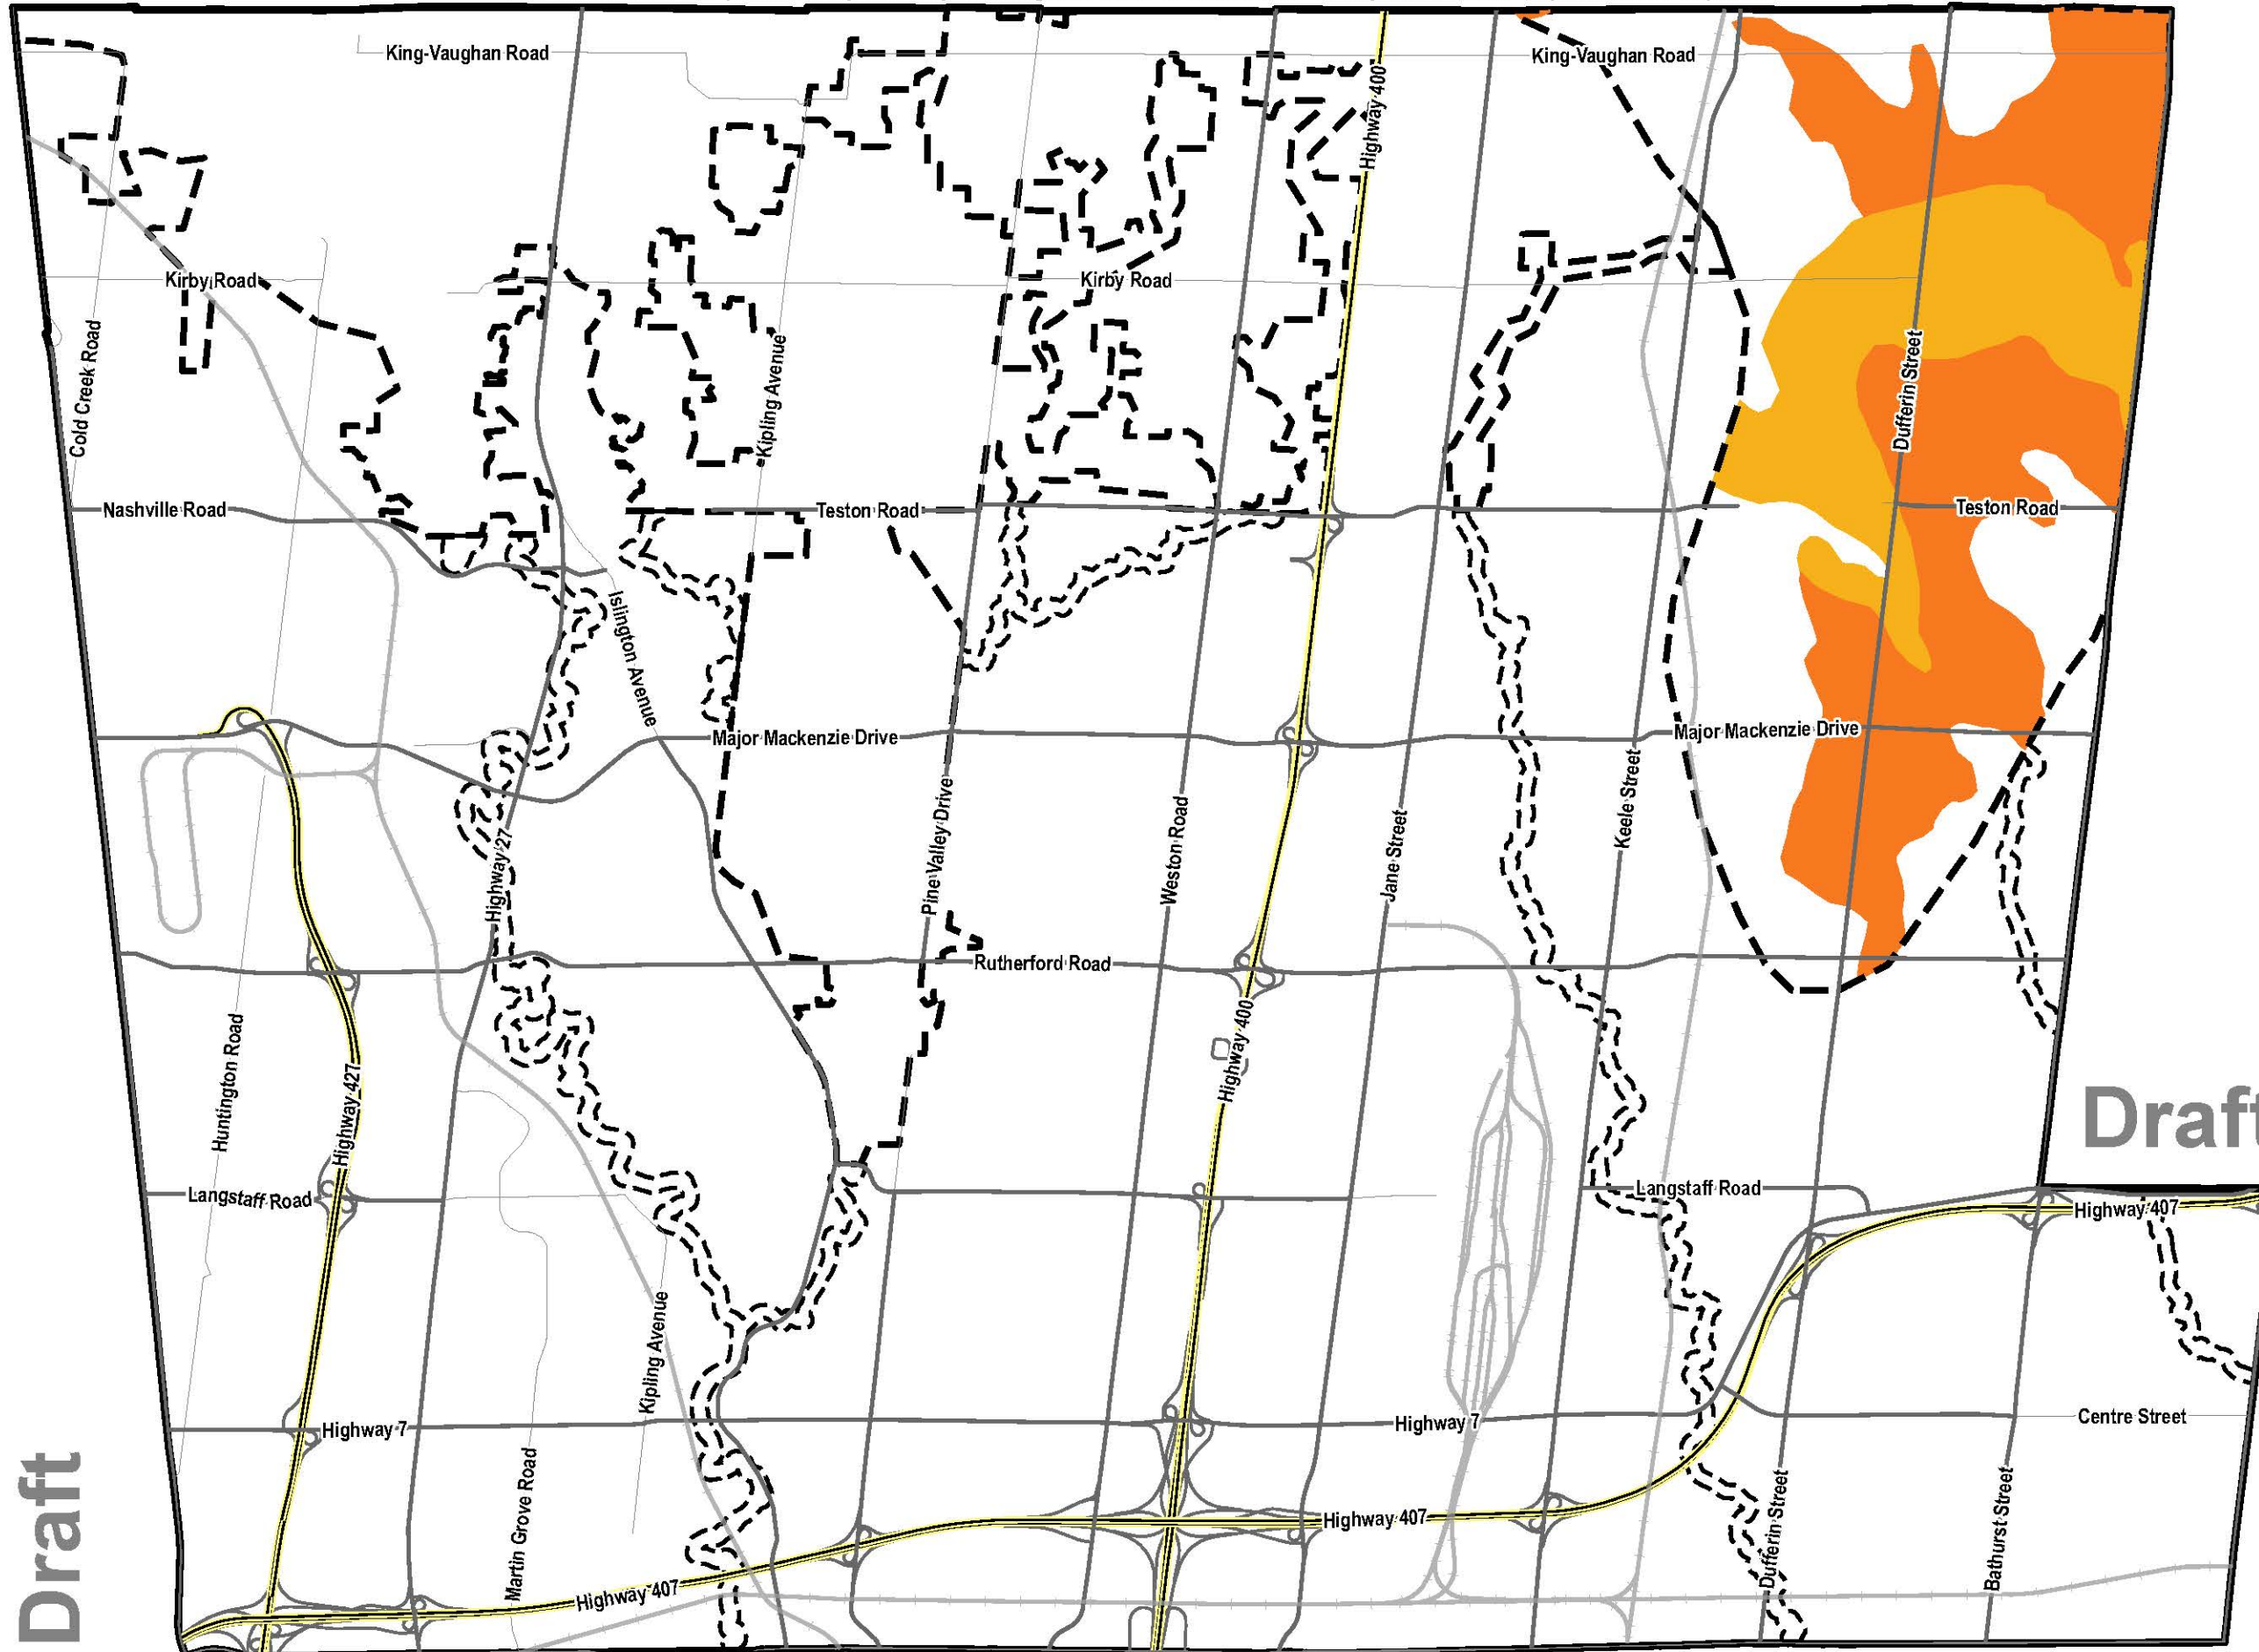 King-Vaughan Road
King-Vaughan Road
Highway 400
Kirby Road
Kirby Road
Cold Creek Road
Kipling Avenue
Dufferin Street
Nashville Road
Teston Road
Teston Road
Islington Avenue
Major Mackenzie Drive
Major Mackenzie Drive
Highway 27
Pine Valley Drive
Weston Road
Jane Street
Keele Street
Rutherford Road
Huntington Road
Highway 427
Highway 400
Draft
Langstaff Road
Langstaff Road
Highway 407
Kipling Avenue
Highway 7
Highway 7
Centre Street
Draft
Martin Grove Road
Highway 407
Highway 407
Dufferin Street
Bathurst Street